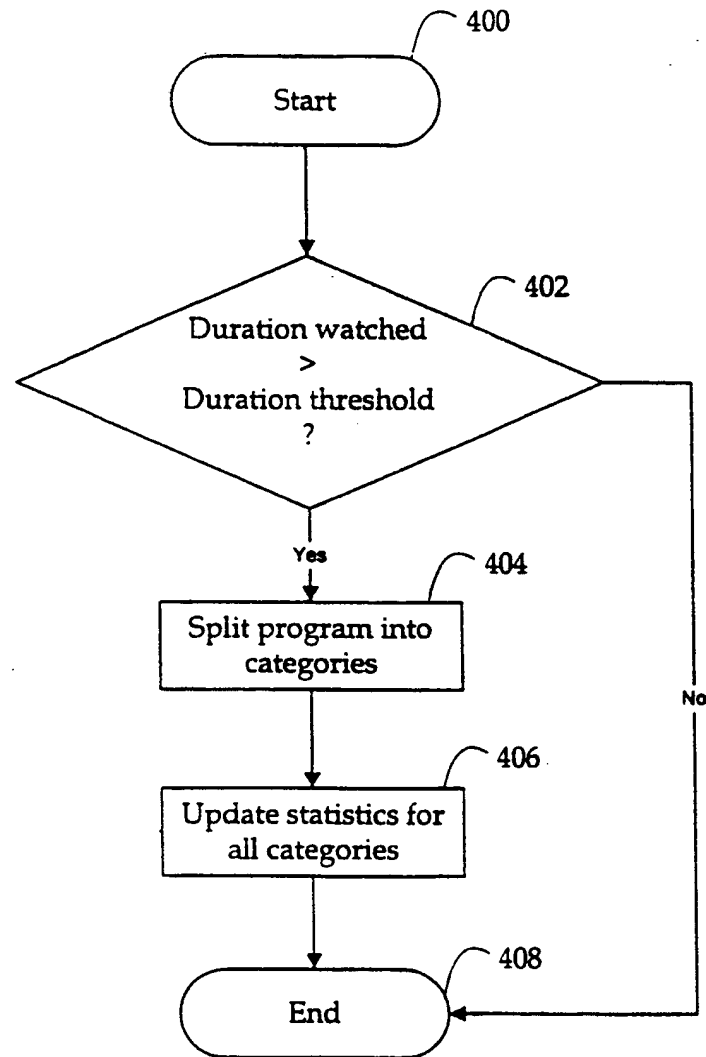 400
Start
402
Duration watched
>
Duration threshold
?
Yes
404
Split program into
categories
No
406
Update statistics for
all categories
408
End